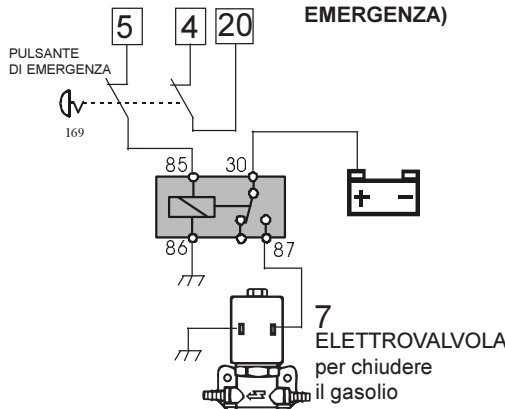 EMERGENZA)
5 4 20
PULSANTE
DI EMERGENZA
169
85 30
+ −
86 87
7
ELETTROVALVOLA
per chiudere
il gasolio